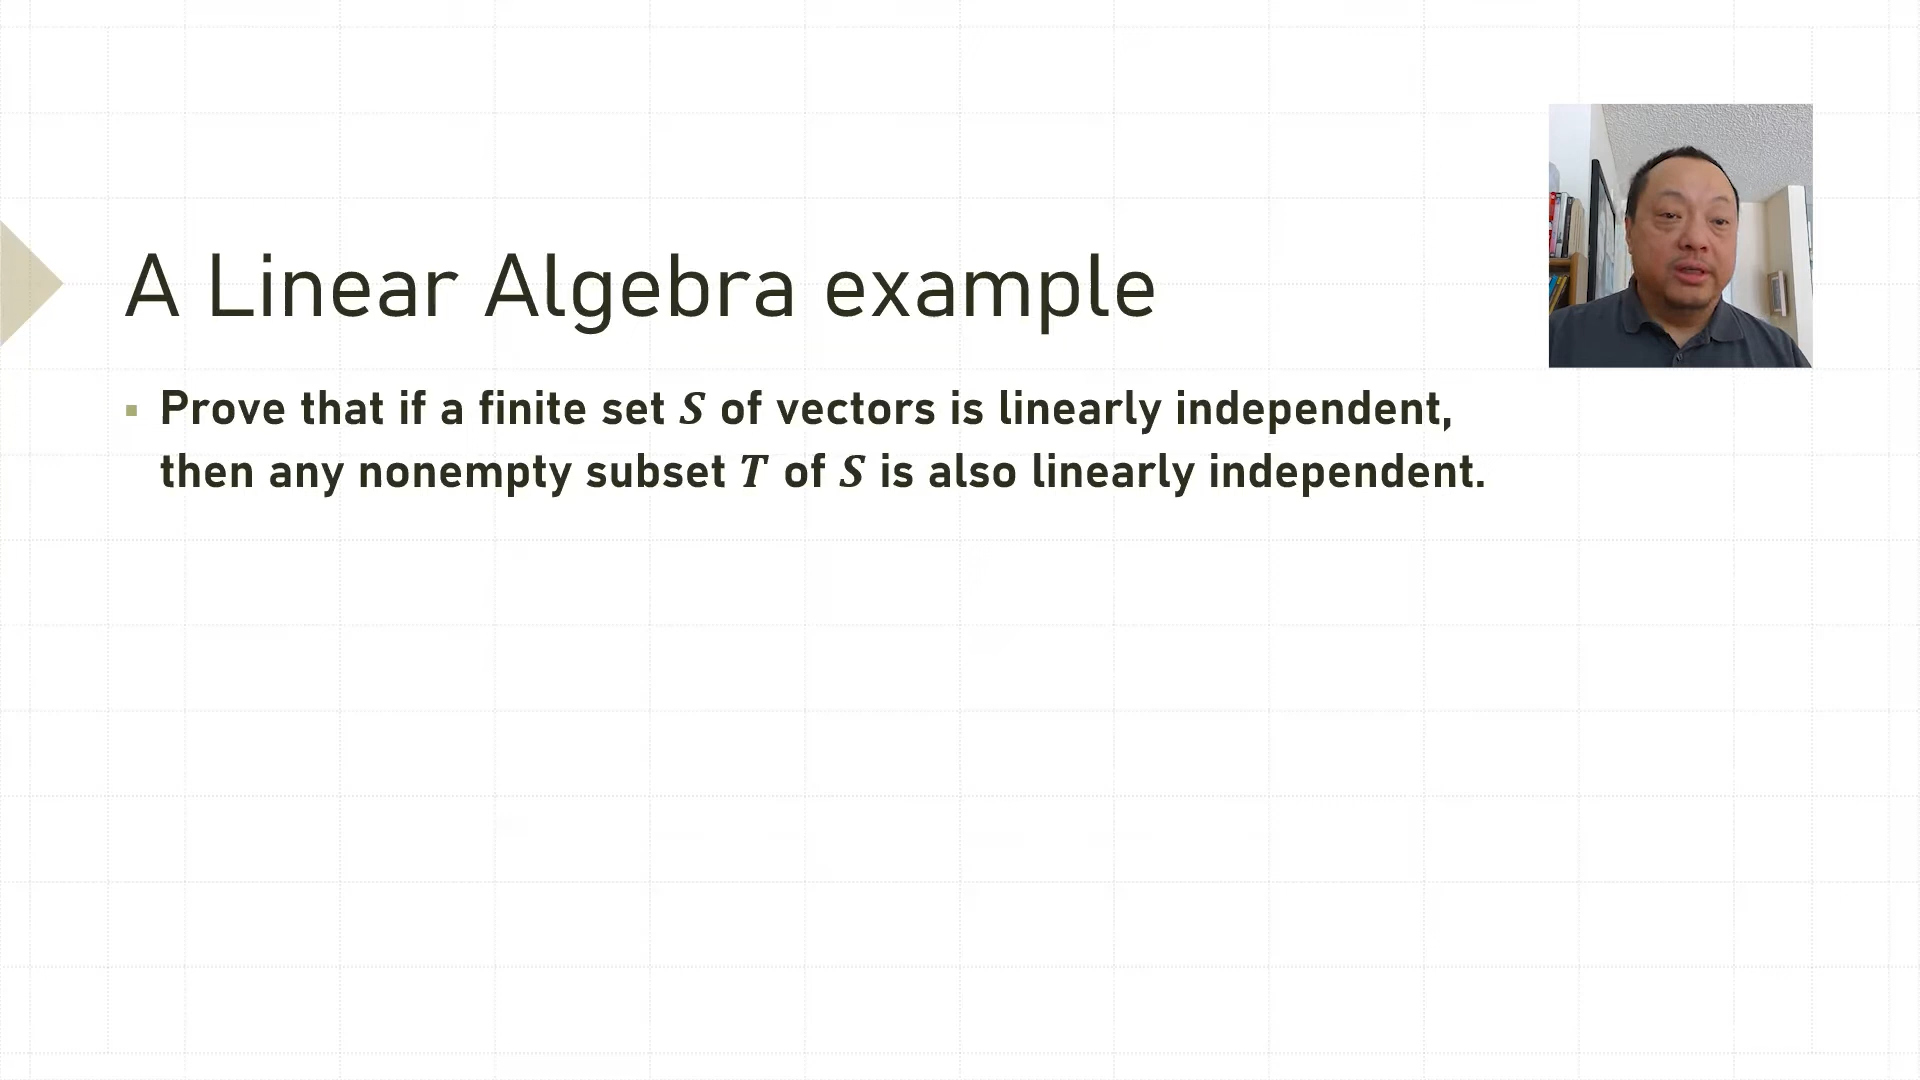 A Linear Algebra example
▪ Prove that if a finite set S of vectors is linearly independent,
then any nonempty subset T of S is also linearly independent.